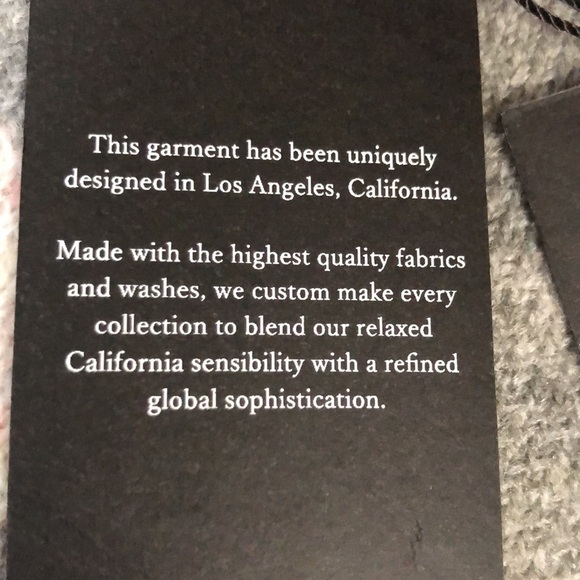 This garment has been uniquely
designed in Los Angeles, California.
Made with the highest quality fabrics
and washes, we custom make every
collection to blend our relaxed
California sensibility with a refined
global sophistication.